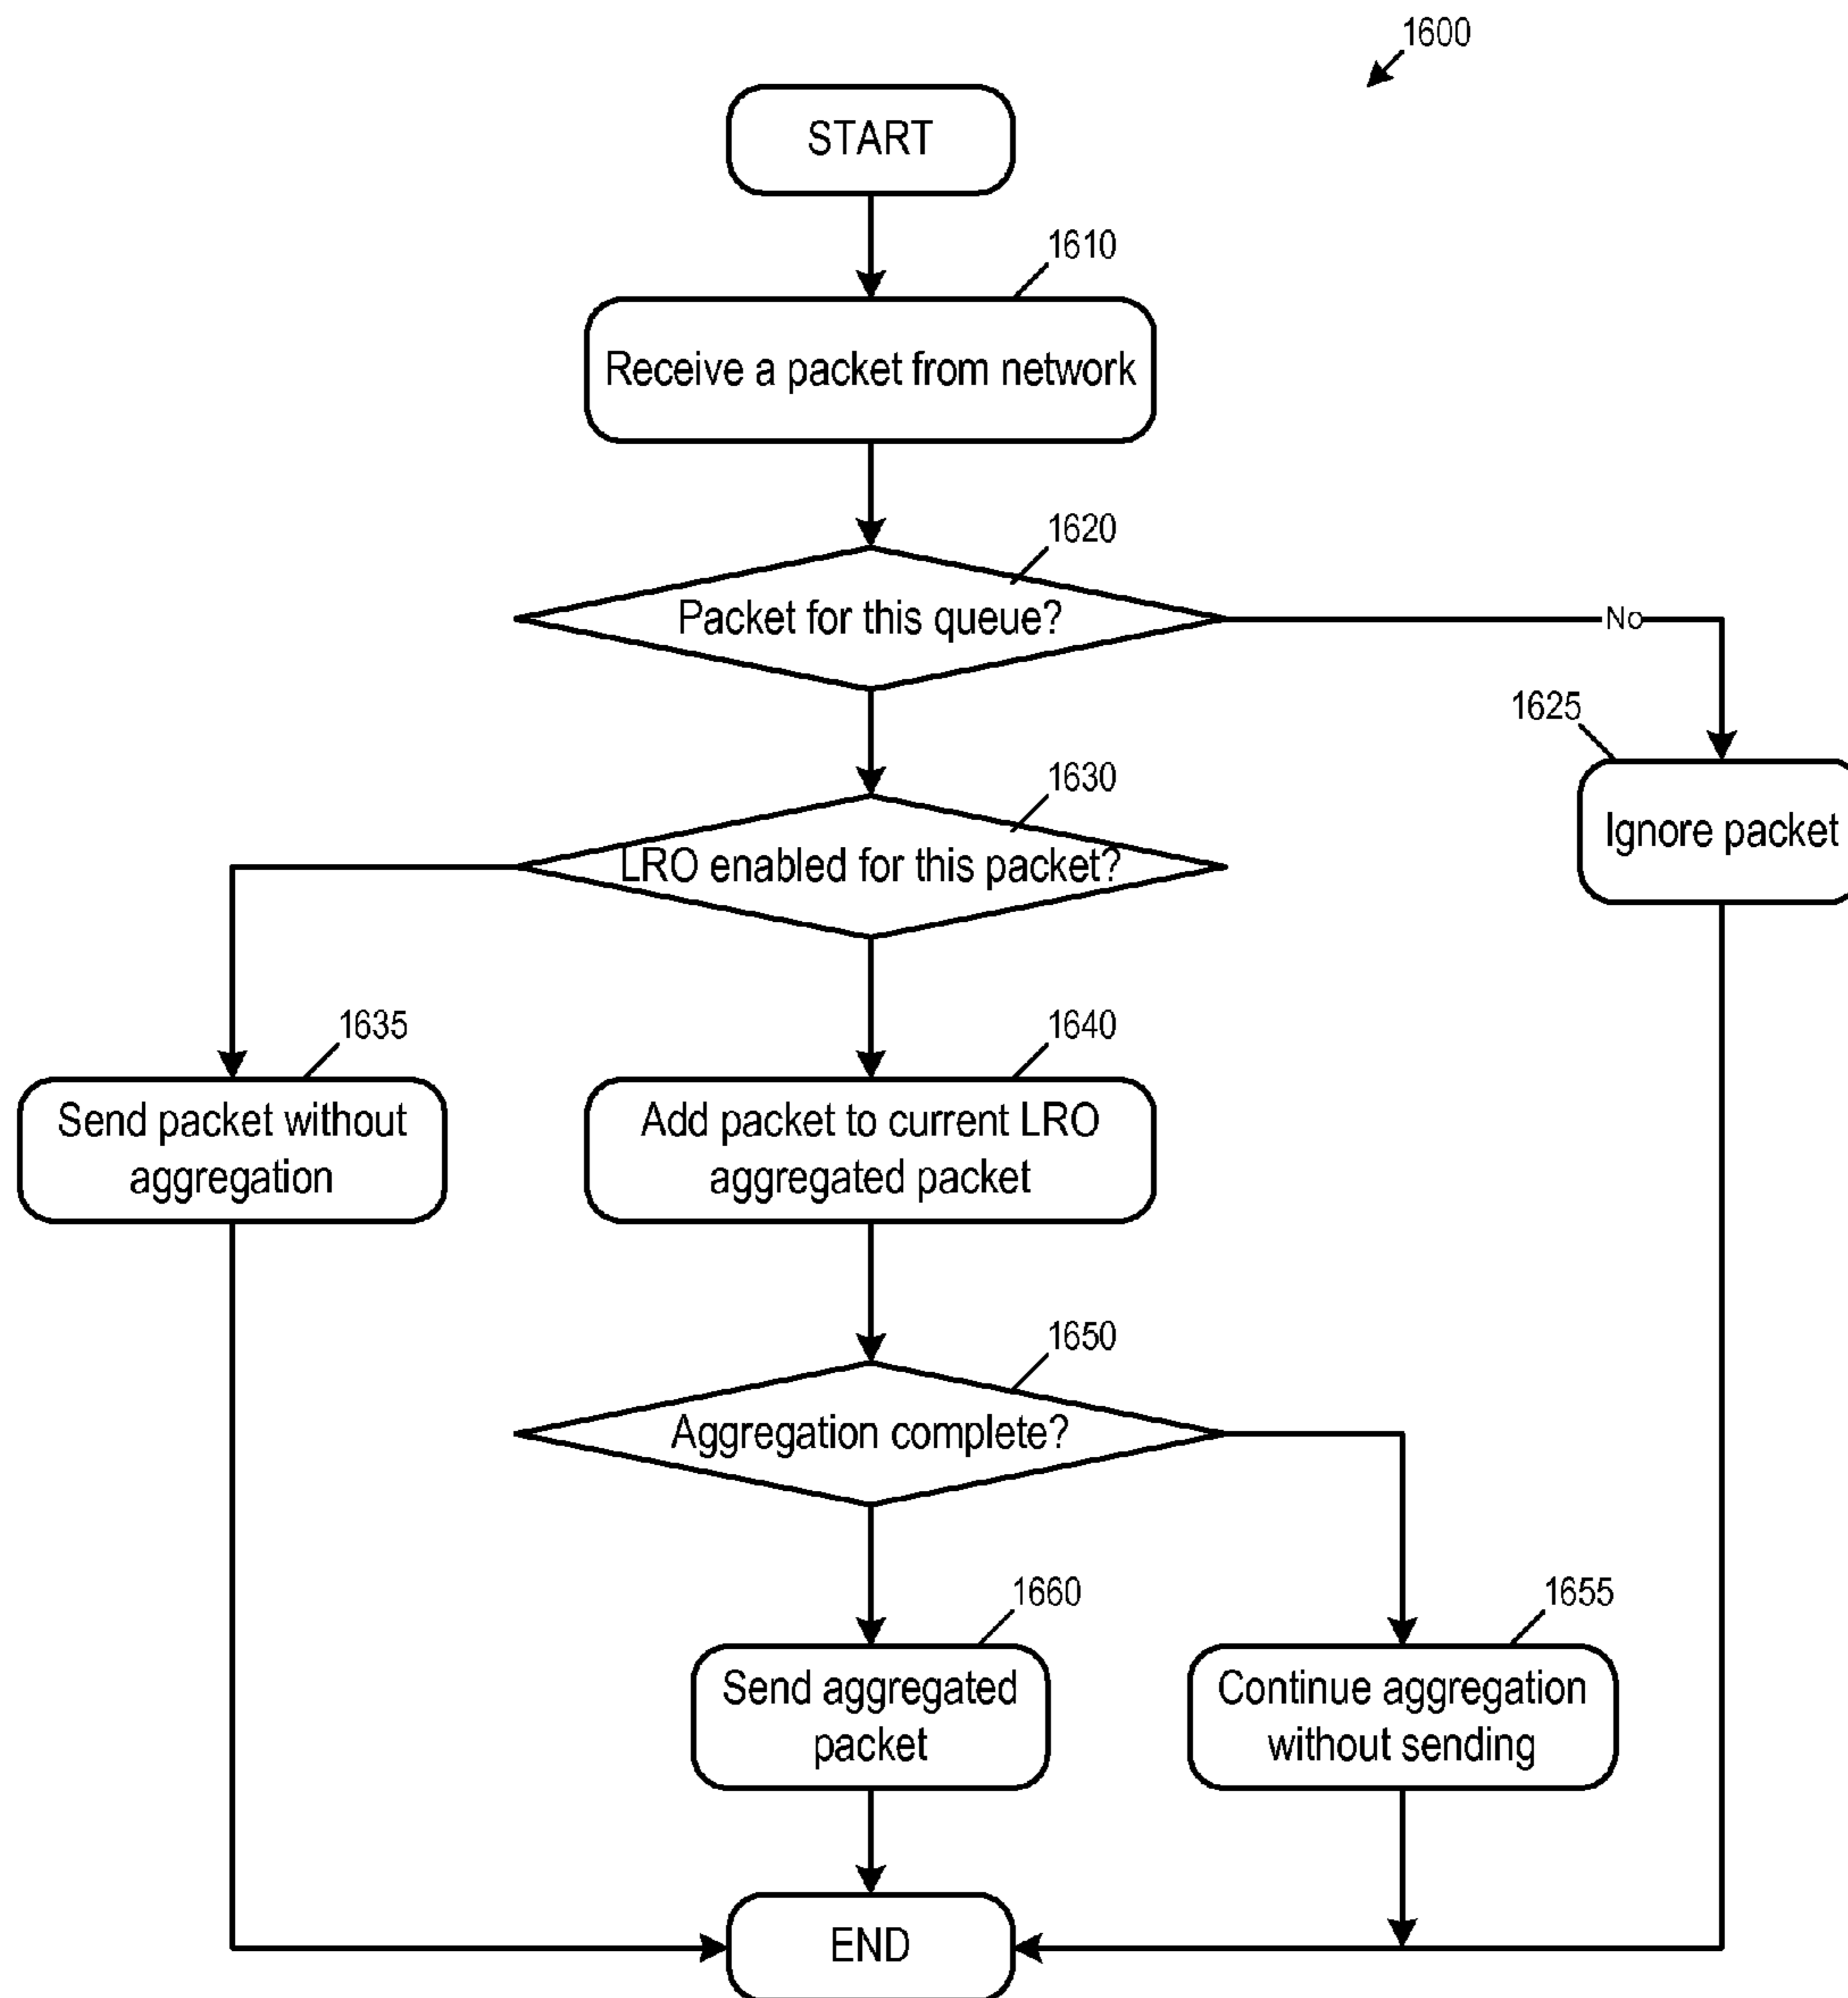 1600
START
1610
Receive a packet from network
1620
Packet for this queue?
No
1625
Ignore packet
1630
LRO enabled for this packet?
1635
Send packet without
aggregation
1640
Add packet to current LRO
aggregated packet
1650
Aggregation complete?
1660
Send aggregated
packet
1655
Continue aggregation
without sending
END